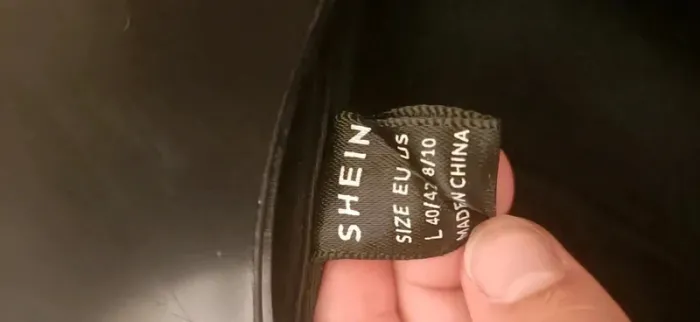 SHEIN
SIZE EU US
L 40/42 8/10
MADE IN CHINA